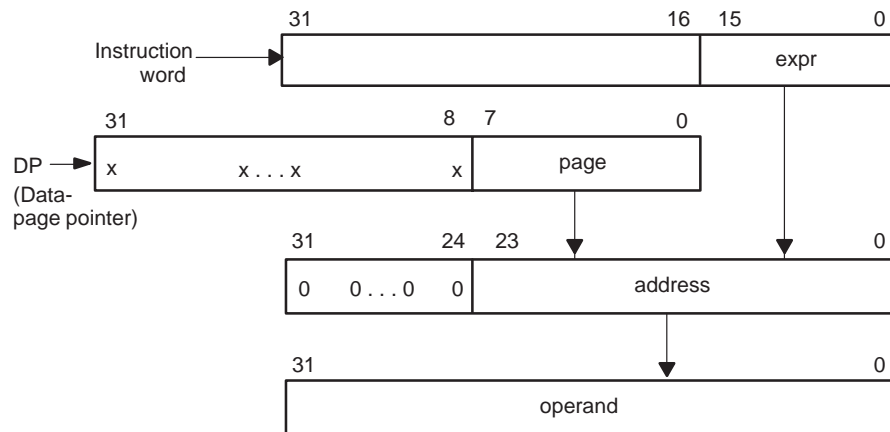 31 16 15 0
Instruction
word
expr
31 8 7 0
DP
(Data-
page pointer)
x x . . . x x page
31 24 23 0
0 0 . . . 0 0 address
31 0
operand